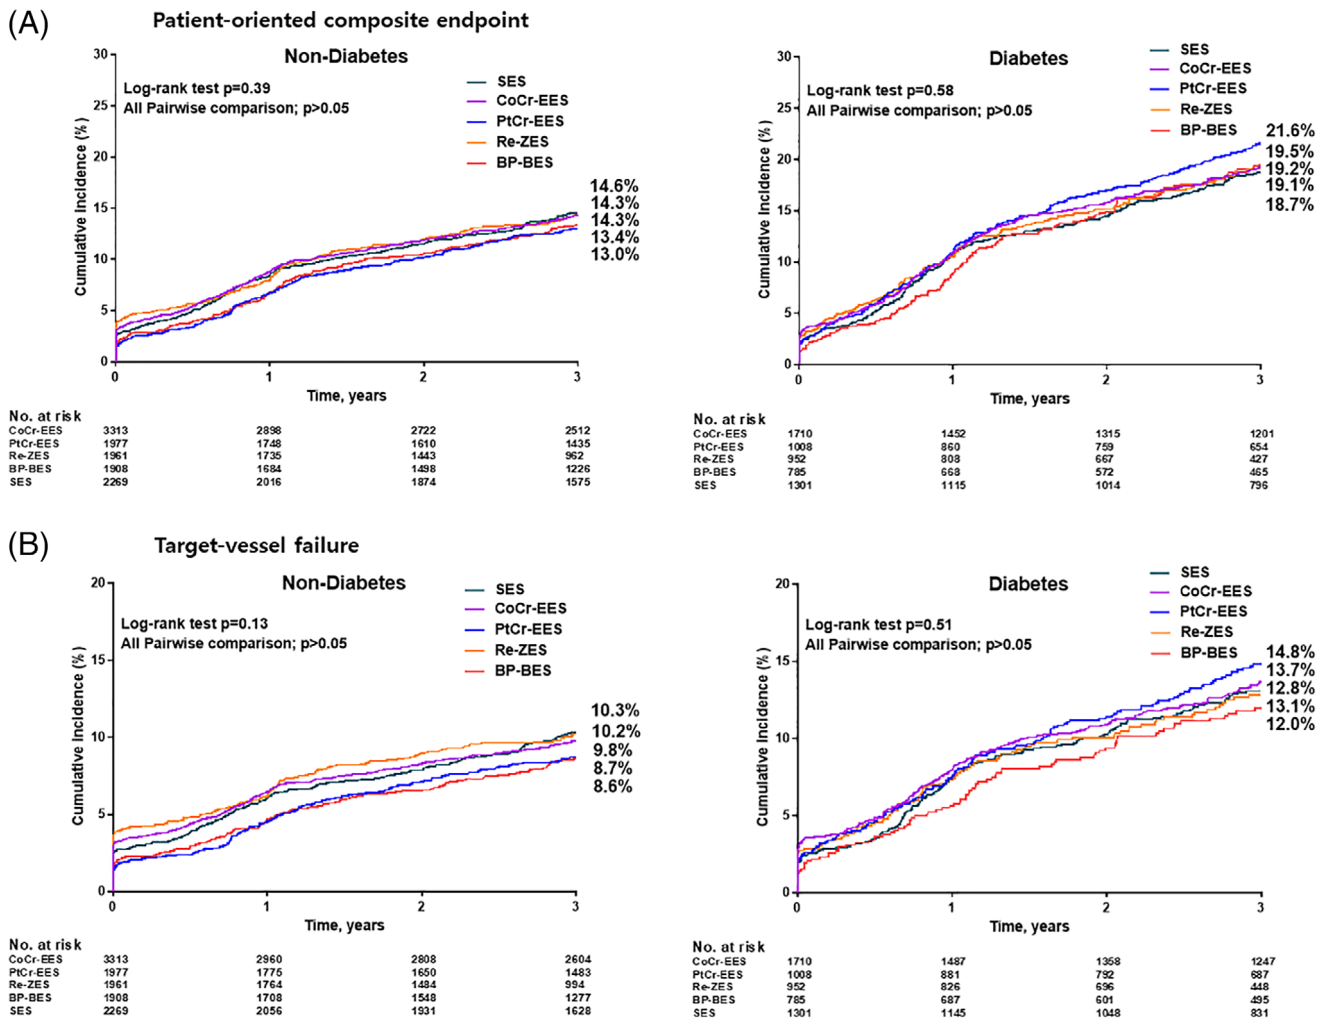 (A)
Patient-oriented composite endpoint
Non-Diabetes
Log-rank test p=0.39
All Pairwise comparison; p>0.05
SES
CoCr-EES
PtCr-EES
Re-ZES
BP-BES
30
25
20
15
10
5
0
Cumulative Incidence (%)
14.6%
14.3%
14.3%
13.4%
13.0%
0 1 2 3
Time, years
No. at risk
CoCr-EES 3313 2898 2722 2512
PtCr-EES 1977 1748 1610 1435
Re-ZES 1961 1735 1443 962
BP-BES 1908 1684 1498 1226
SES 2269 2016 1874 1575
Diabetes
Log-rank test p=0.58
All Pairwise comparison; p>0.05
SES
CoCr-EES
PtCr-EES
Re-ZES
BP-BES
30
25
20
15
10
5
0
Cumulative Incidence (%)
21.6%
19.5%
19.2%
19.1%
18.7%
0 1 2 3
Time, years
No. at risk
CoCr-EES 1710 1452 1315 1201
PtCr-EES 1008 860 759 654
Re-ZES 952 808 667 427
BP-BES 785 668 572 465
SES 1301 1115 1014 796
(B)
Target-vessel failure
Non-Diabetes
Log-rank test p=0.13
All Pairwise comparison; p>0.05
SES
CoCr-EES
PtCr-EES
Re-ZES
BP-BES
20
15
10
5
0
Cumulative Incidence (%)
10.3%
10.2%
9.8%
8.7%
8.6%
0 1 2 3
Time, years
No. at risk
CoCr-EES 3313 2960 2808 2604
PtCr-EES 1977 1775 1650 1483
Re-ZES 1961 1764 1484 994
BP-BES 1908 1708 1548 1277
SES 2269 2056 1931 1628
Diabetes
Log-rank test p=0.51
All Pairwise comparison; p>0.05
SES
CoCr-EES
PtCr-EES
Re-ZES
BP-BES
20
15
10
5
0
Cumulative Incidence (%)
14.8%
13.7%
12.8%
13.1%
12.0%
0 1 2 3
Time, years
No. at risk
CoCr-EES 1710 1487 1358 1247
PtCr-EES 1008 881 792 687
Re-ZES 952 826 696 448
BP-BES 785 687 601 495
SES 1301 1145 1048 831